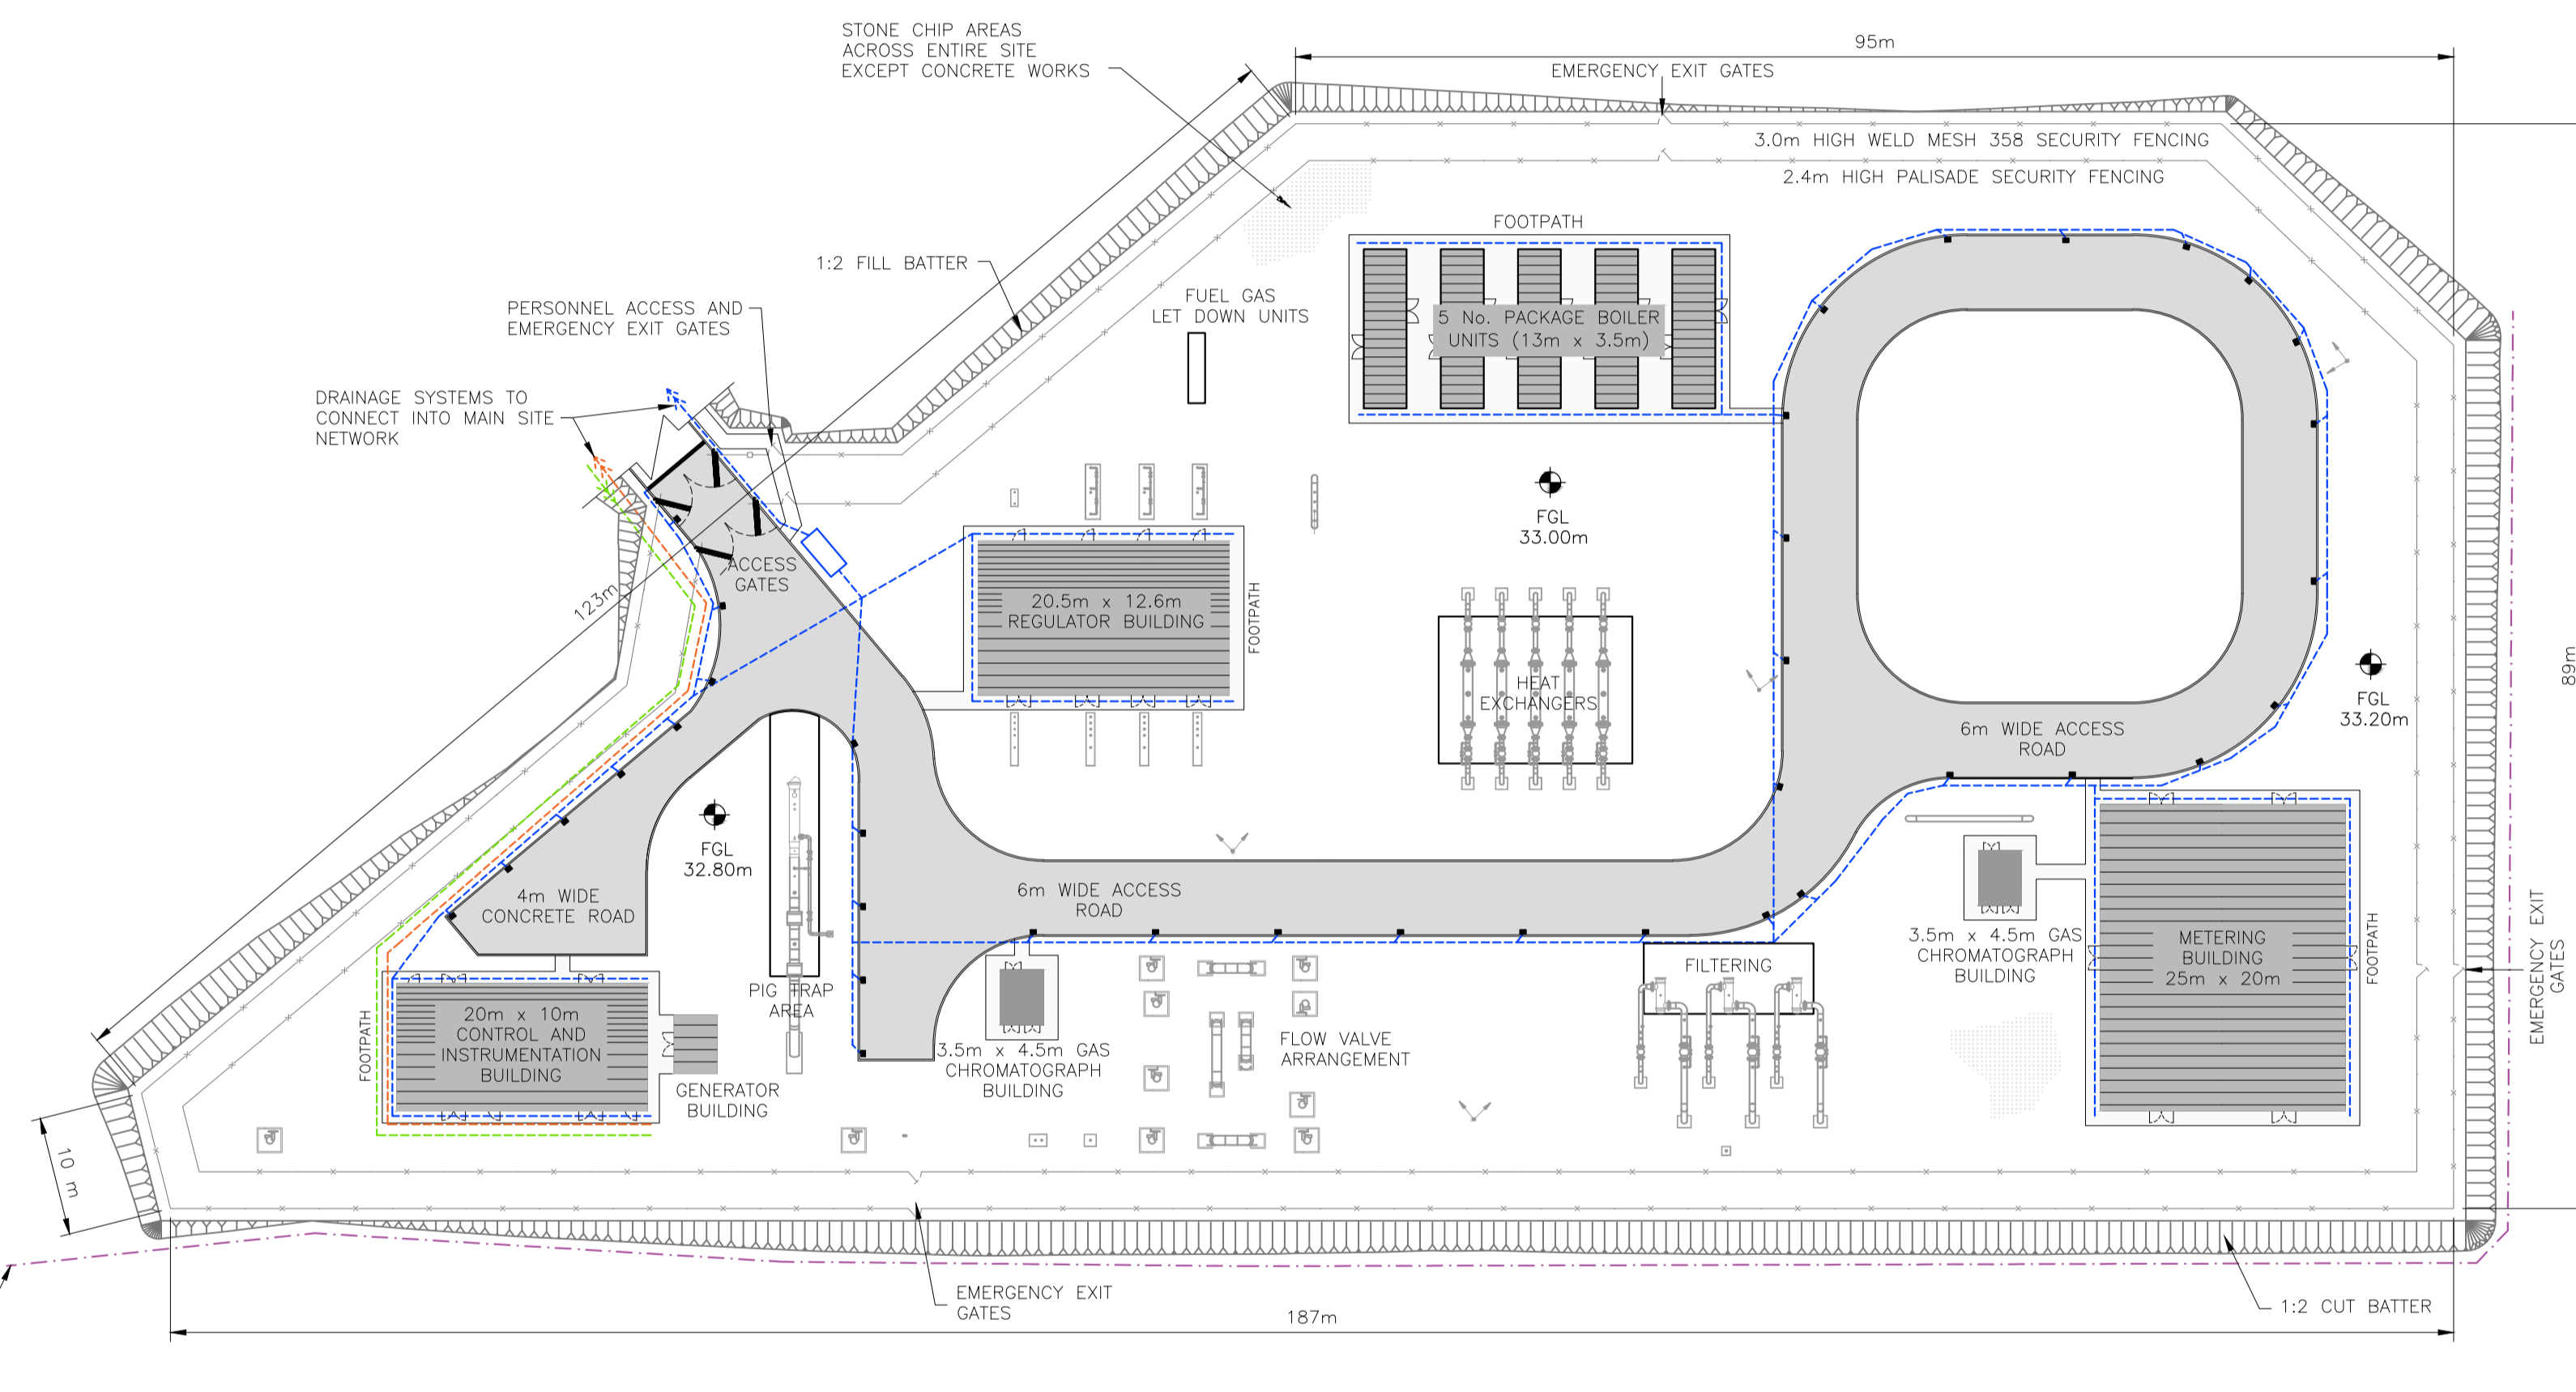 STONE CHIP AREAS
ACROSS ENTIRE SITE
EXCEPT CONCRETE WORKS
95m
EMERGENCY EXIT GATES
3.0m HIGH WELD MESH 358 SECURITY FENCING
2.4m HIGH PALISADE SECURITY FENCING
FOOTPATH
1:2 FILL BATTER
PERSONNEL ACCESS AND
EMERGENCY EXIT GATES
FUEL GAS
LET DOWN UNITS
5 No. PACKAGE BOILER
UNITS (13m x 3.5m)
DRAINAGE SYSTEMS TO
CONNECT INTO MAIN SITE
NETWORK
FGL
33.00m
ACCESS
GATES
123m
20.5m x 12.6m
REGULATOR BUILDING
FOOTPATH
HEAT
EXCHANGERS
89m
FGL
33.20m
6m WIDE ACCESS
ROAD
FGL
32.80m
4m WIDE
CONCRETE ROAD
6m WIDE ACCESS
ROAD
3.5m x 4.5m GAS
CHROMATOGRAPH
BUILDING
METERING
BUILDING
25m x 20m
FOOTPATH
EMERGENCY EXIT
GATES
FILTERING
PIG TRAP
AREA
20m x 10m
CONTROL AND
INSTRUMENTATION
BUILDING
FOOTPATH
GENERATOR
BUILDING
3.5m x 4.5m GAS
CHROMATOGRAPH
BUILDING
FLOW VALVE
ARRANGEMENT
10 m
EMERGENCY EXIT
GATES
187m
1:2 CUT BATTER